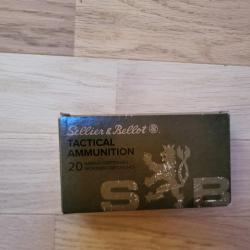 Sellier & Bellot
TACTICAL
AMMUNITION
20
S B